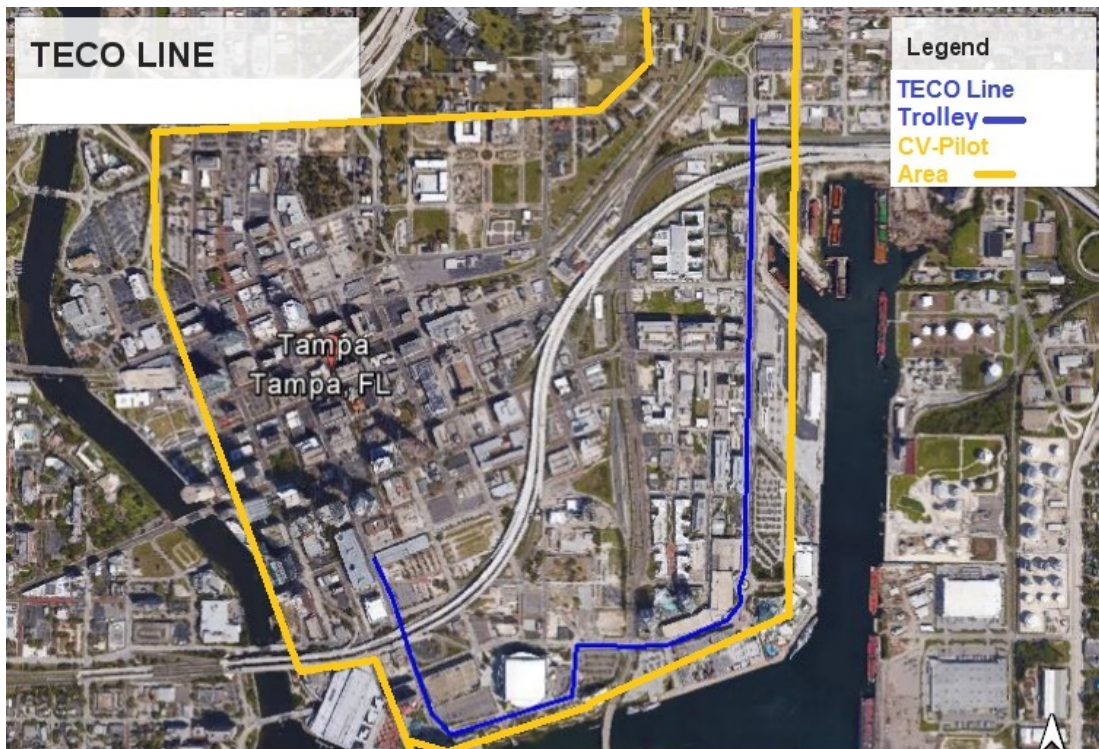 TECO LINE
Legend
TECO Line
Trolley
CV-Pilot
Area
Tampa
Tampa, FL